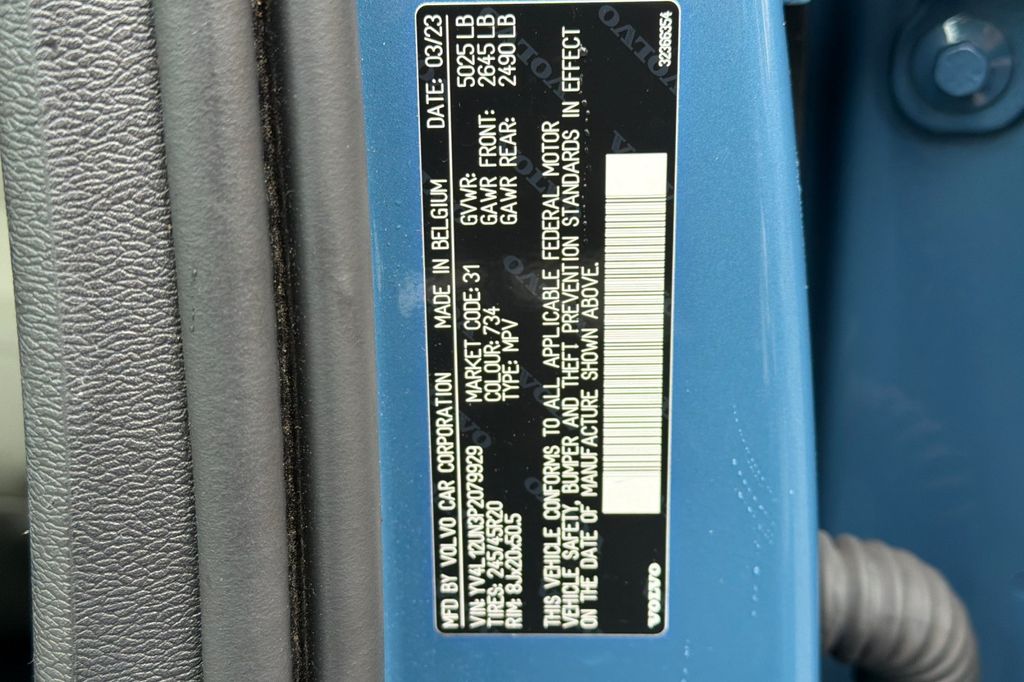 MFD BY VOLVO CAR CORPORATION MADE IN BELGIUM DATE: 03/23
VIN: YV4L12UN3P2079929 MARKET CODE: 31 GVWR: 5025 LB
TIRES: 245/45R20 COLOUR: 734 GAWR FRONT: 2645 LB
RIM: 8Jx20x50.5 TYPE: MPV GAWR REAR: 2490 LB
THIS VEHICLE CONFORMS TO ALL APPLICABLE FEDERAL MOTOR
VEHICLE SAFETY, BUMPER AND THEFT PREVENTION STANDARDS IN EFFECT
ON THE DATE OF MANUFACTURE SHOWN ABOVE.
VOLVO 32366354